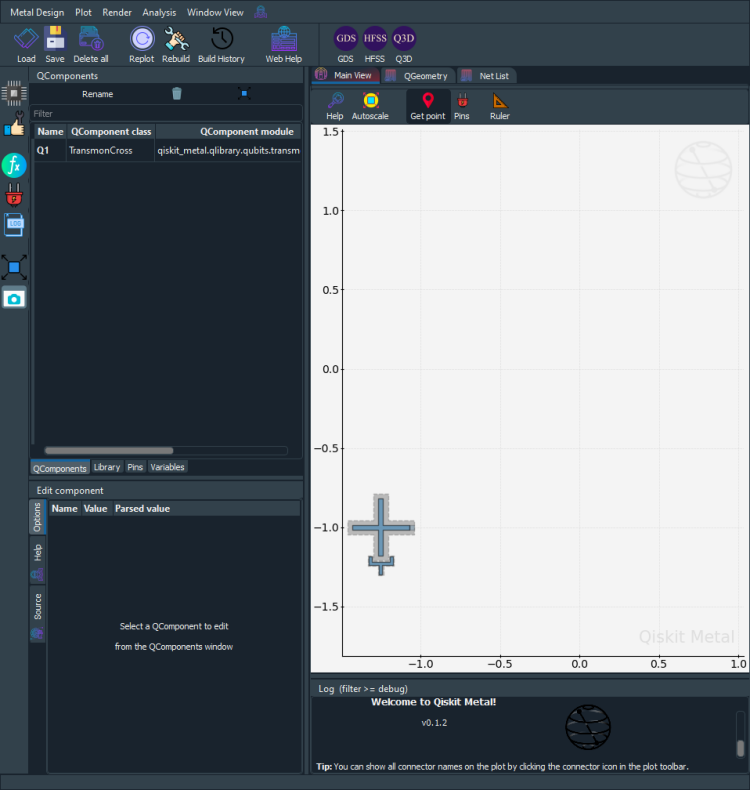 Metal Design Plot Render Analysis Window View
Load Save Delete all Replot Rebuild Build History Web Help
GDS HFSS Q3D
GDS HFSS Q3D
QComponents
Rename
Filter
Name QComponent class QComponent module
Q1 TransmonCross qiskit_metal.qlibrary.qubits.transm
LOG
QComponents Library Pins Variables
Edit component
Options
Help
Source
Name Value Parsed value
Select a QComponent to edit
from the QComponents window
Main View QGeometry Net List
Help Autoscale Get point Pins Ruler
1.5
1.0
0.5
0.0
−0.5
−1.0
−1.5
−1.0 −0.5 0.0 0.5 1.0
Qiskit Metal
Log (filter >= debug)
Welcome to Qiskit Metal!
v0.1.2
Tip: You can show all connector names on the plot by clicking the connector icon in the plot toolbar.